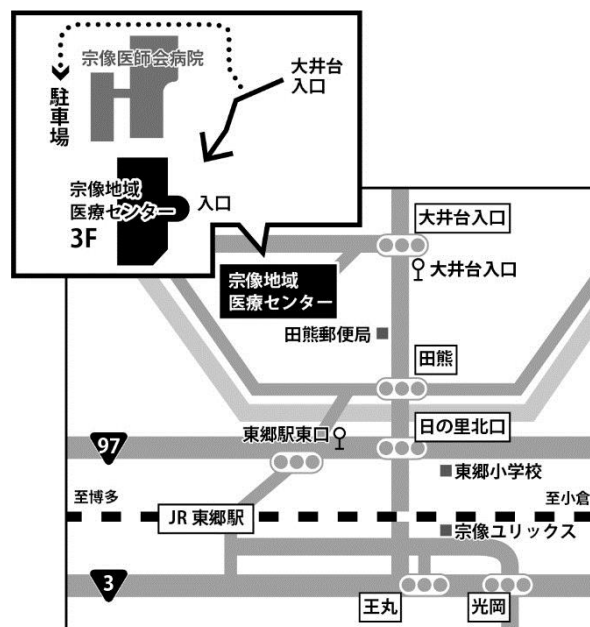 宗像医師会病院
大井台
入口
駐車場
宗像地域
医療センター
3F
入口
大井台入口
宗像地域
医療センター
大井台入口
田熊郵便局
田熊
日の里北口
東郷駅東口
97
東郷小学校
至博多
至小倉
JR 東郷駅
宗像ユリックス
3
王丸
光岡